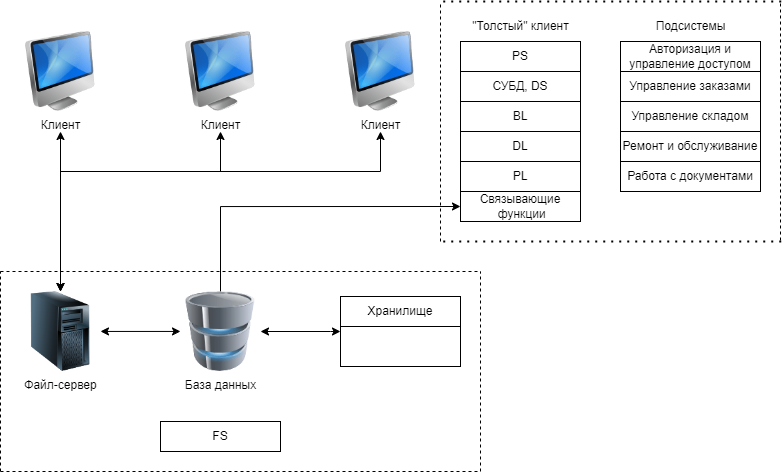 "Толстый" клиент
Подсистемы
PS
СУБД, DS
BL
DL
PL
Связывающие
функции
Авторизация и
управление доступом
Управление заказами
Управление складом
Ремонт и обслуживание
Работа с документами
Клиент
Клиент
Клиент
Файл-сервер
База данных
Хранилище
FS